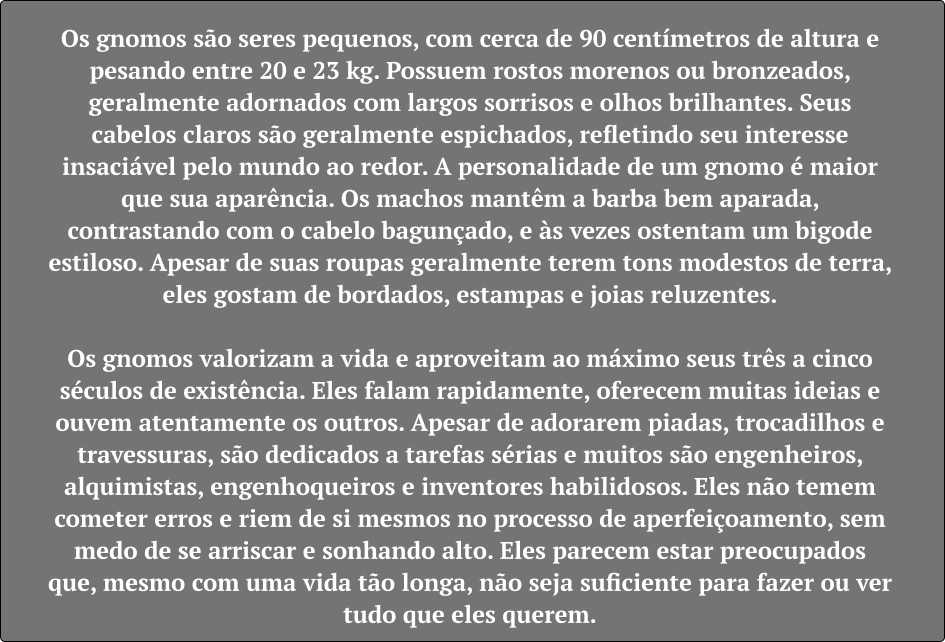 Os gnomos são seres pequenos, com cerca de 90 centímetros de altura e
pesando entre 20 e 23 kg. Possuem rostos morenos ou bronzeados,
geralmente adornados com largos sorrisos e olhos brilhantes. Seus
cabelos claros são geralmente espichados, refletindo seu interesse
insaciável pelo mundo ao redor. A personalidade de um gnomo é maior
que sua aparência. Os machos mantêm a barba bem aparada,
contrastando com o cabelo bagunçado, e às vezes ostentam um bigode
estiloso. Apesar de suas roupas geralmente terem tons modestos de terra,
eles gostam de bordados, estampas e joias reluzentes.

Os gnomos valorizam a vida e aproveitam ao máximo seus três a cinco
séculos de existência. Eles falam rapidamente, oferecem muitas ideias e
ouvem atentamente os outros. Apesar de adorarem piadas, trocadilhos e
travessuras, são dedicados a tarefas sérias e muitos são engenheiros,
alquimistas, engenhoqueiros e inventores habilidosos. Eles não temem
cometer erros e riem de si mesmos no processo de aperfeiçoamento, sem
medo de se arriscar e sonhando alto. Eles parecem estar preocupados
que, mesmo com uma vida tão longa, não seja suficiente para fazer ou ver
tudo que eles querem.